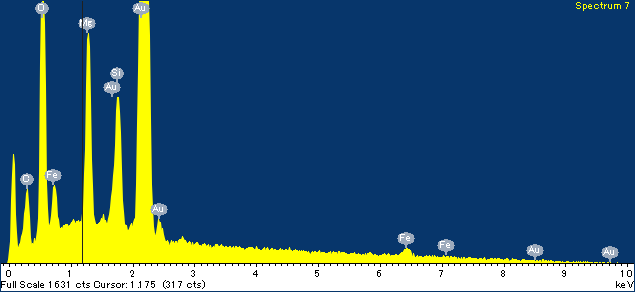 Spectrum 7
O
Au
Mg
Si
Au
C
Fe
Au
Fe
Fe
Au
Au
0 1 2 3 4 5 6 7 8 9 10
Full Scale 1631 cts Cursor: 1.175 (317 cts) keV